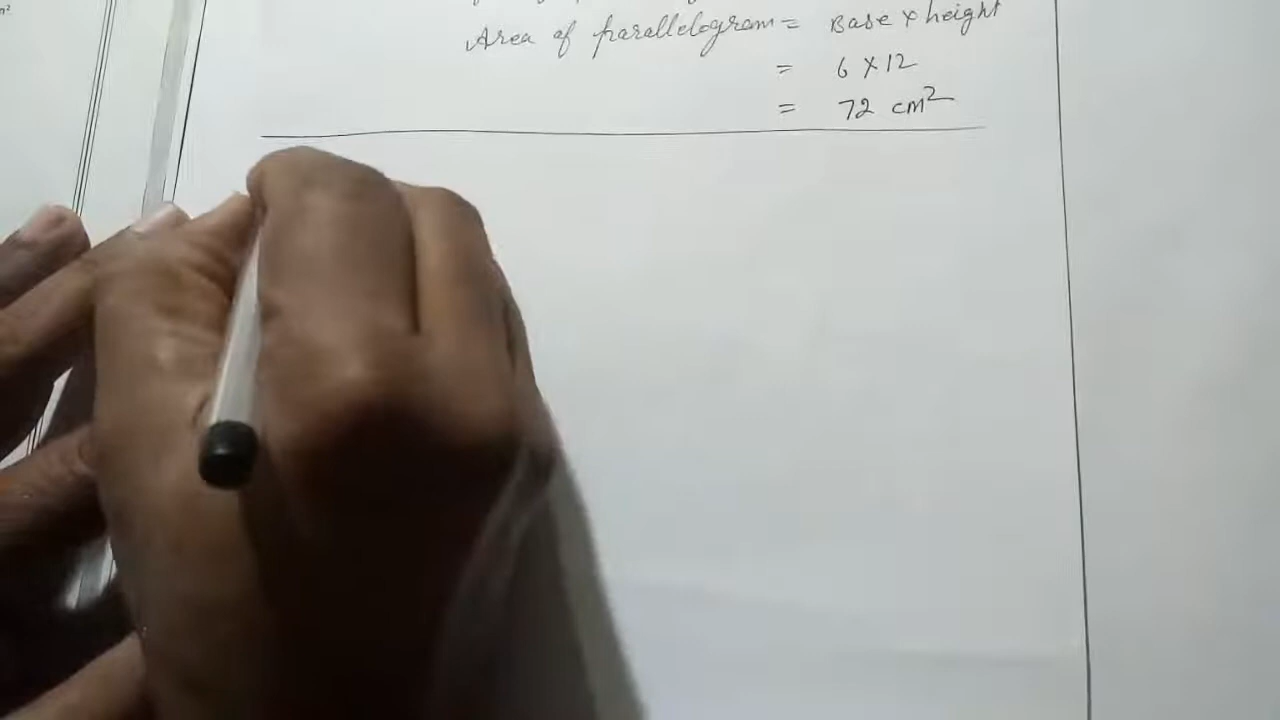 Area of parallelogram = Base × height
= 6 × 12
= 72 cm²